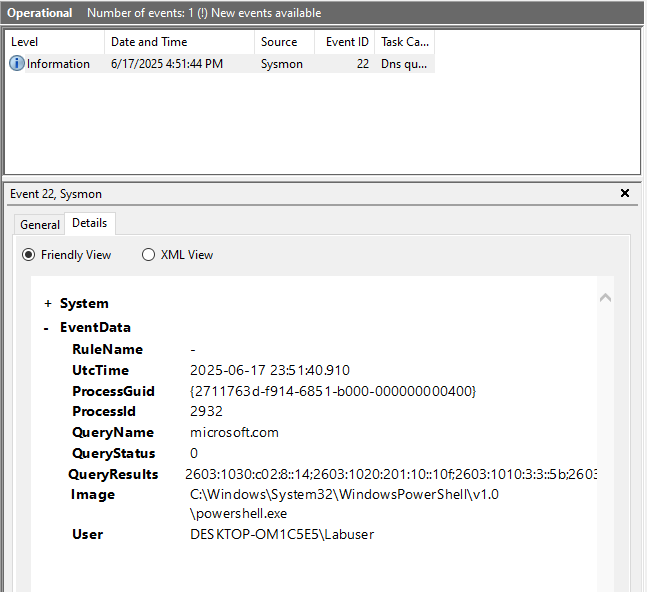 Operational Number of events: 1 (!) New events available
Level Date and Time Source Event ID Task Ca...
Information 6/17/2025 4:51:44 PM Sysmon 22 Dns qu...
Event 22, Sysmon
General Details
Friendly View XML View
+ System
- EventData
RuleName -
UtcTime 2025-06-17 23:51:40.910
ProcessGuid {2711763d-f914-6851-b000-000000000400}
ProcessId 2932
QueryName microsoft.com
QueryStatus 0
QueryResults 2603:1030:c02:8::14;2603:1020:201:10::10f;2603:1010:3:3::5b;2603
Image C:\Windows\System32\WindowsPowerShell\v1.0
\powershell.exe
User DESKTOP-OM1C5E5\Labuser